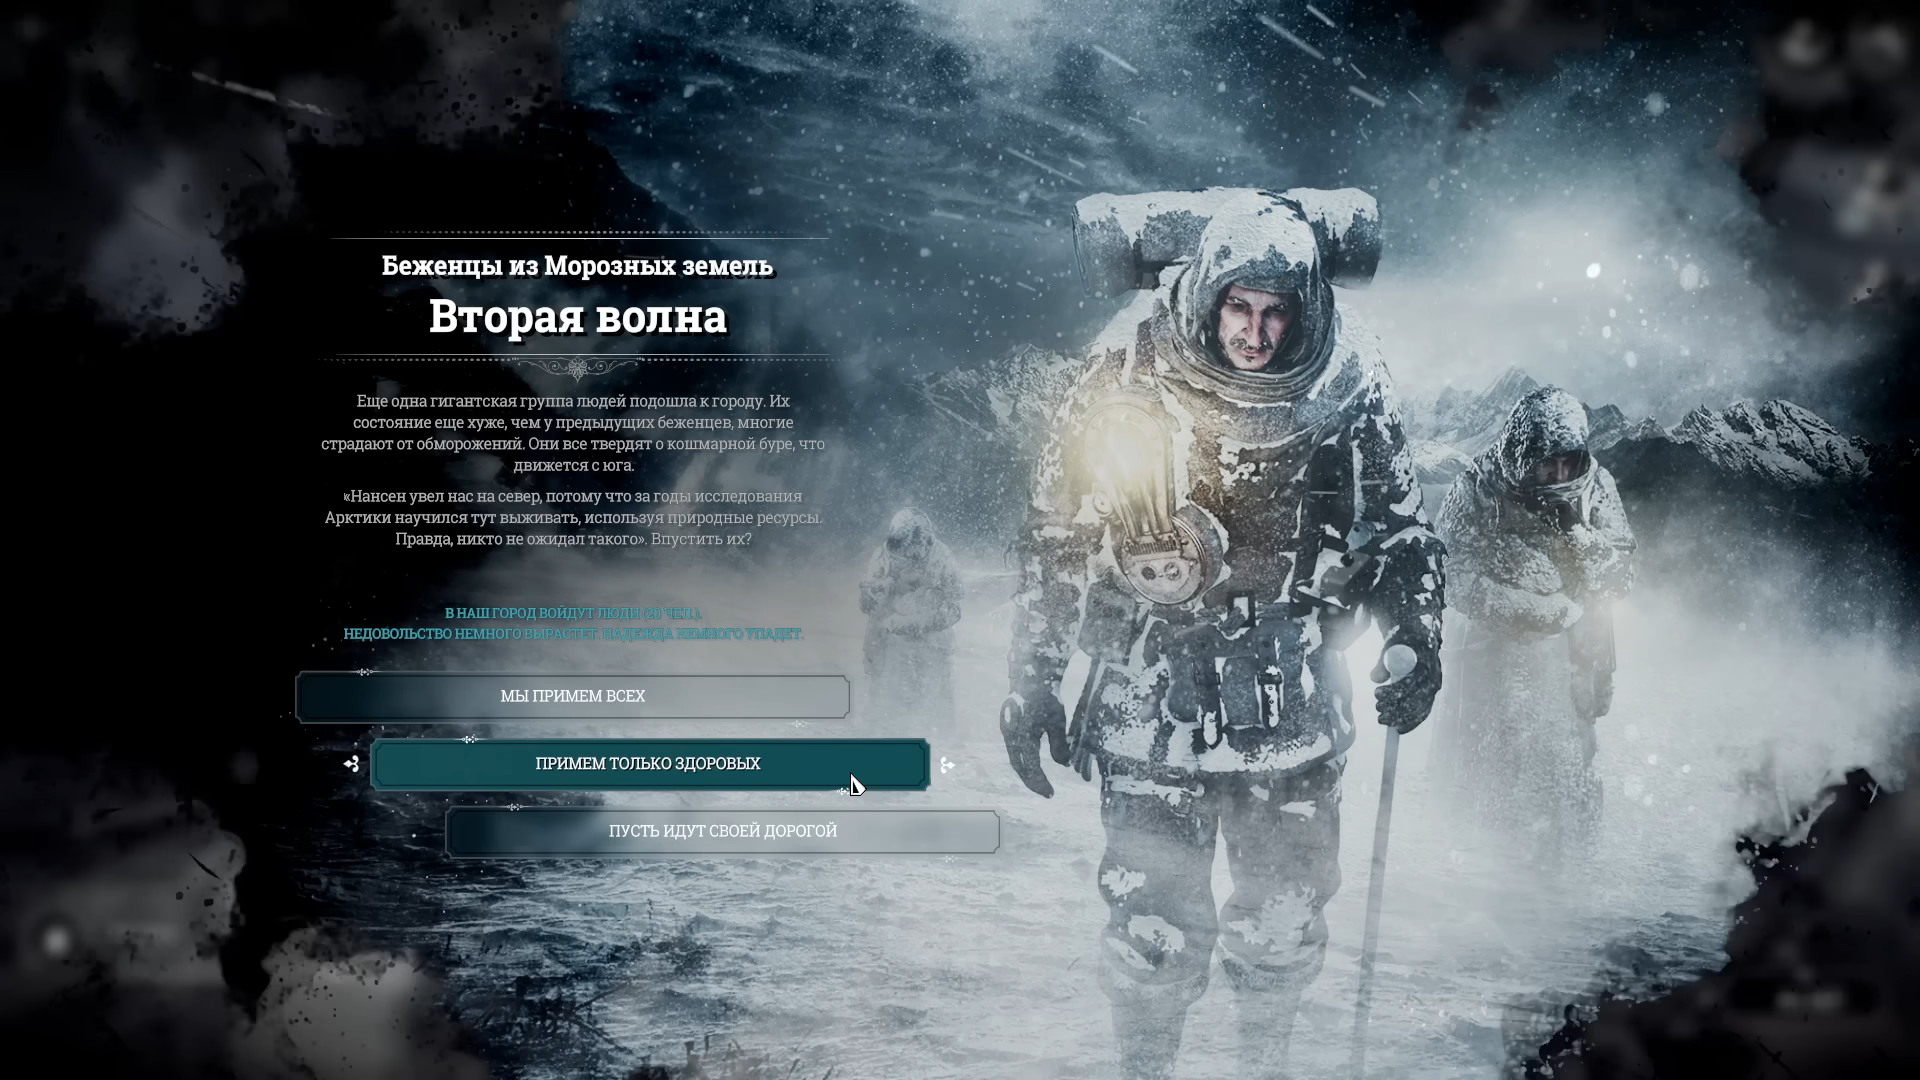 Беженцы из Морозных земель
Вторая волна
Еще одна гигантская группа людей подошла к городу. Их
состояние еще хуже, чем у предыдущих беженцев, многие
страдают от обморожений. Они все твердят о кошмарной буре, что
движется с юга.
«Нансен увел нас на север, потому что за годы исследования
Арктики научился тут выживать, используя природные ресурсы.
Правда, никто не ожидал такого». Впустить их?
В НАШ ГОРОД ВОЙДУТ ЛЮДИ ЧЕЛ.).
НЕДОВОЛЬСТВО НЕМНОГО ВЫРАСТЕТ. НАДЕЖДА НЕМНОГО УПАДЕТ.
МЫ ПРИМЕМ ВСЕХ
ПРИМЕМ ТОЛЬКО ЗДОРОВЫХ
ПУСТЬ ИДУТ СВОЕЙ ДОРОГОЙ